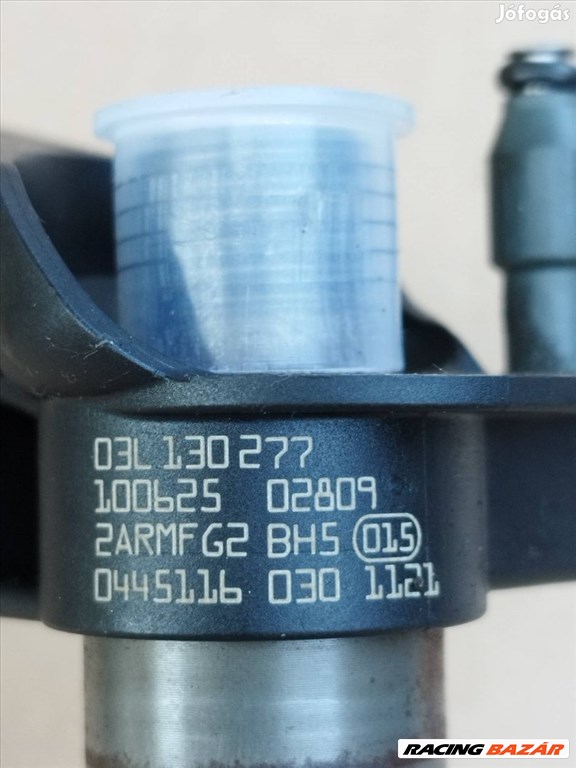 Jófogás
03L 130 277
100625 02809
2ARMFG2 BH5 015
0445116 030 1121
RACING BAZÁR